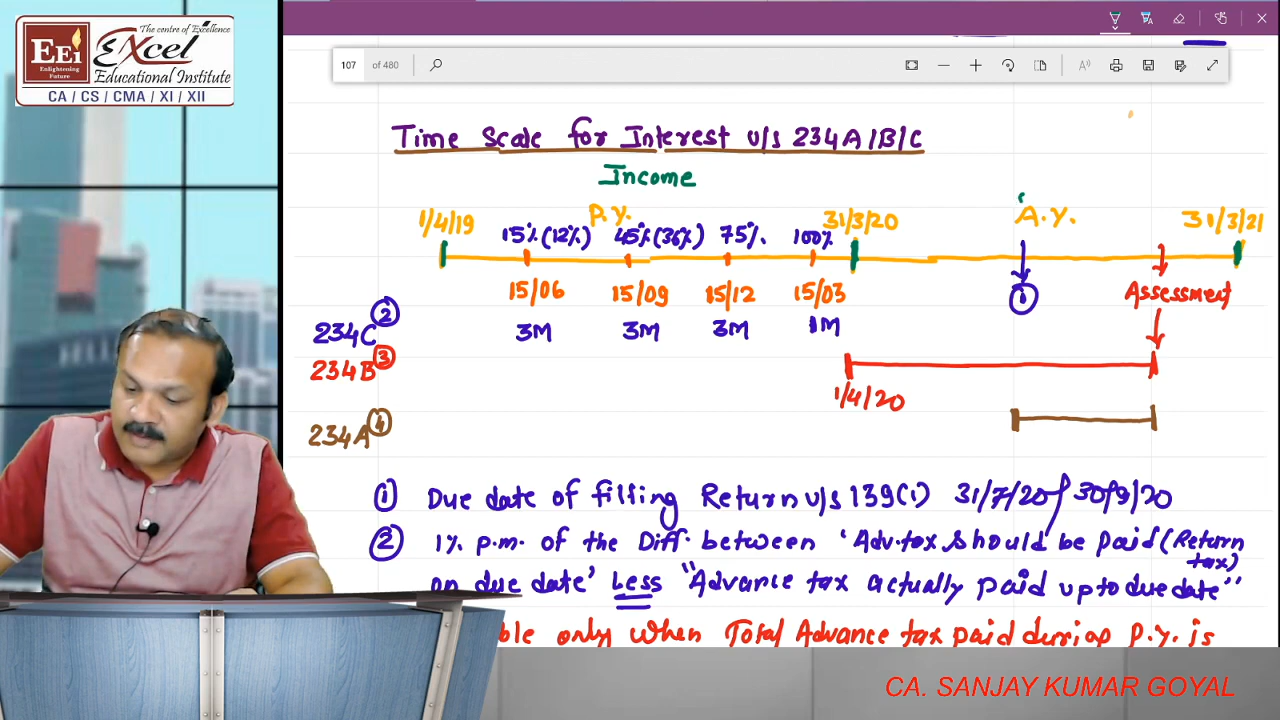 The centre of Excellence
EEi
Enlightening
Future
EXcel
Educational Institute
CA / CS / CMA / XI / XII
107 of 480
Time Scale for Interest u/s 234A/B/C
Income
1/4/19 P.Y. 31/3/20 A.Y. 31/3/21
15% (12%) 45% (36%) 75%. 100%
15/06 15/09 15/12 15/03 1 Assessment
234C 2 3M 3M 3M 1M
234B 3
1/4/20
234A 4
1 Due date of filling Return u/s 139(1) 31/7/20/ 30/9/20
2 1% p.m. of the Diff. between 'Adv.tax should be paid (Return tax)
on due date' Less "Advance tax actually paid upto due date"
only when Total Advance tax paid during P.Y. is
CA. SANJAY KUMAR GOYAL